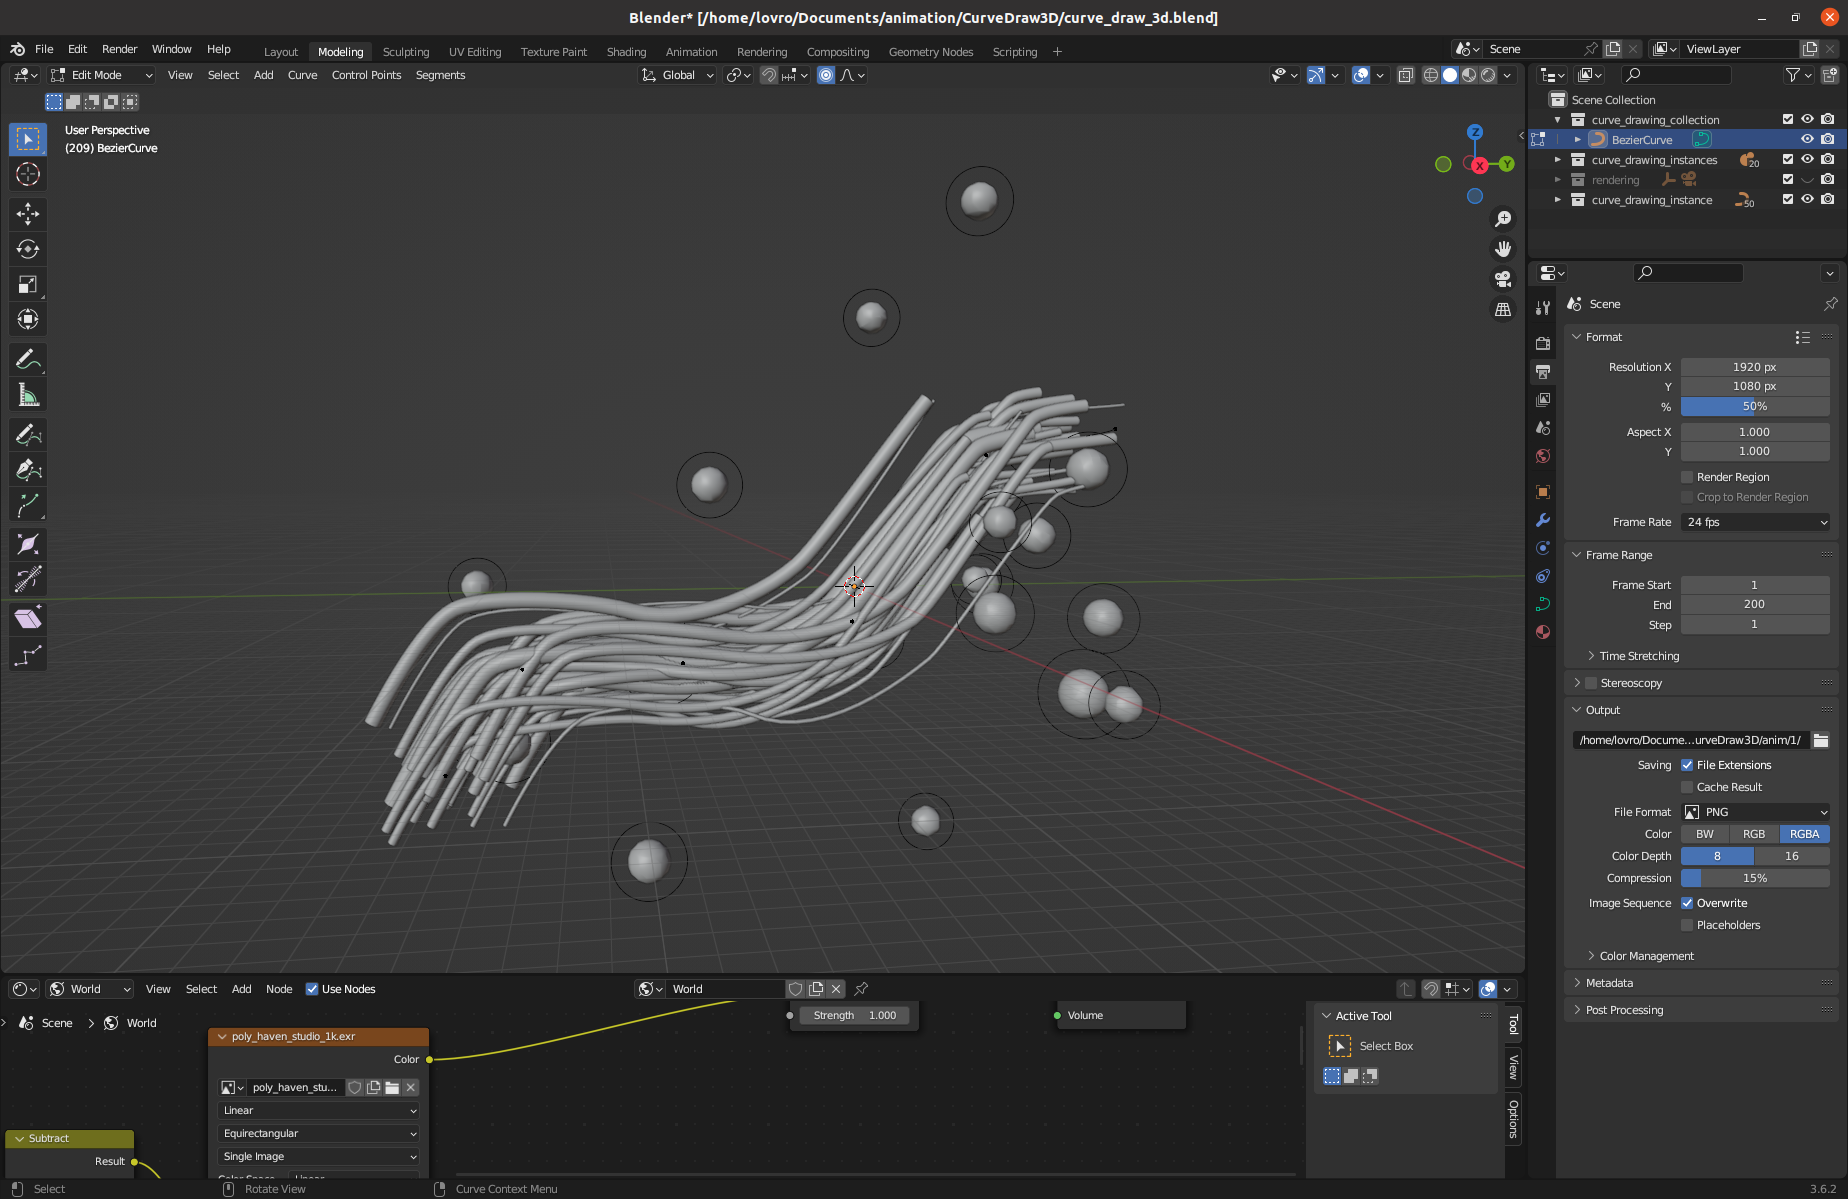 Blender* [/home/lovro/Documents/animation/CurveDraw3D/curve_draw_3d.blend]
File Edit Render Window Help Layout Modeling Sculpting UV Editing Texture Paint Shading Animation Rendering Compositing Geometry Nodes Scripting + Scene ViewLayer
Edit Mode View Select Add Curve Control Points Segments Global
User Perspective
(209) BezierCurve
Z
X
Y
Scene Collection
curve_drawing_collection
BezierCurve
curve_drawing_instances 20
rendering
curve_drawing_instance 50
Scene
Format
Resolution X 1920 px
Y 1080 px
% 50%
Aspect X 1.000
Y 1.000
Render Region
Crop to Render Region
Frame Rate 24 fps
Frame Range
Frame Start 1
End 200
Step 1
Time Stretching
Stereoscopy
Output
/home/lovro/Docume...urveDraw3D/anim/1/
Saving File Extensions
Cache Result
File Format PNG
Color BW RGB RGBA
Color Depth 8 16
Compression 15%
Image Sequence Overwrite
Placeholders
Color Management
Metadata
Post Processing
World View Select Add Node Use Nodes World
Scene World
Strength 1.000
Volume
poly_haven_studio_1k.exr
Color
poly_haven_stu...
Linear
Equirectangular
Single Image
Subtract
Result
Active Tool
Select Box
Tool
View
Options
Select Rotate View Curve Context Menu 3.6.2